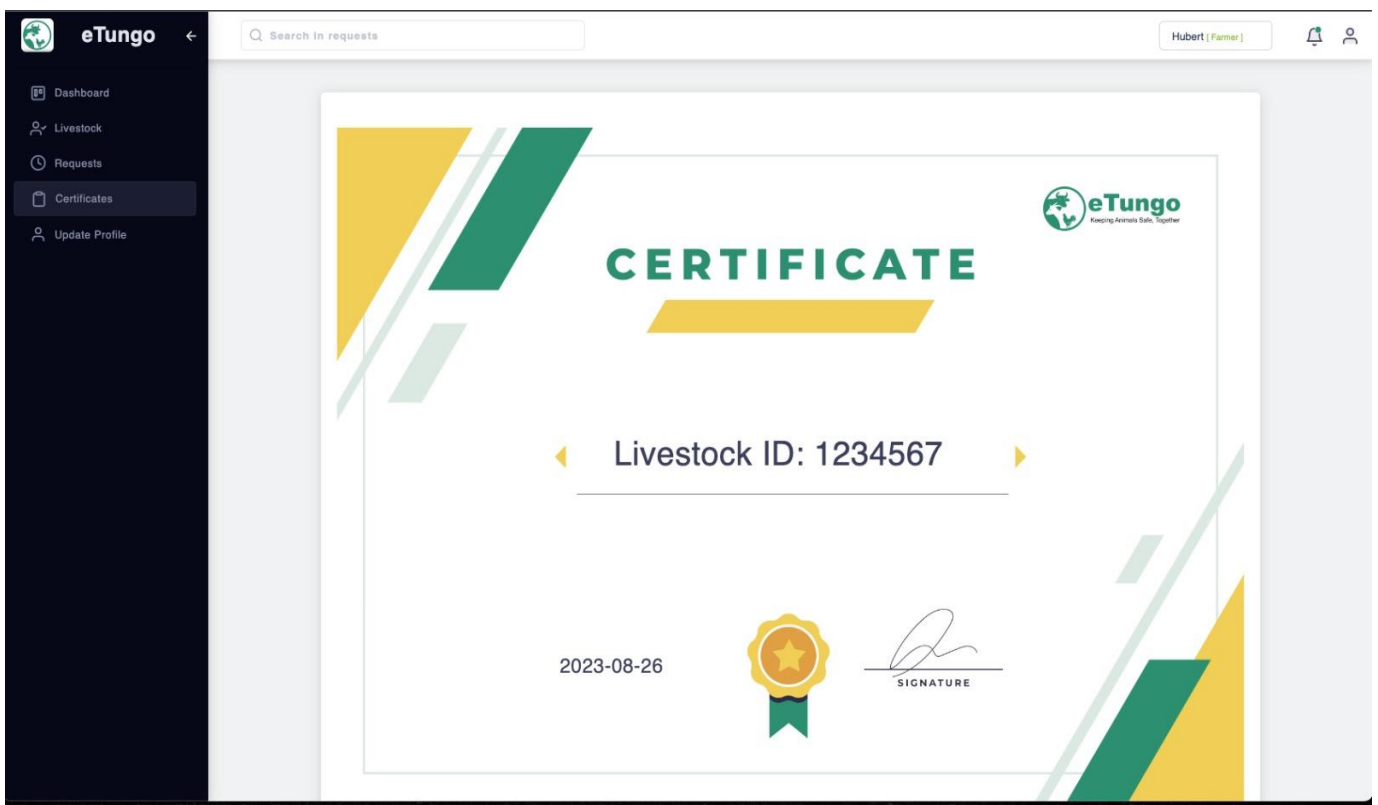 eTungo
Search in requests
Hubert [ Farmer ]
Dashboard
Livestock
Requests
Certificates
Update Profile
eTungo
Keeping Animals Safe, Together
CERTIFICATE
Livestock ID: 1234567
2023-08-26
SIGNATURE